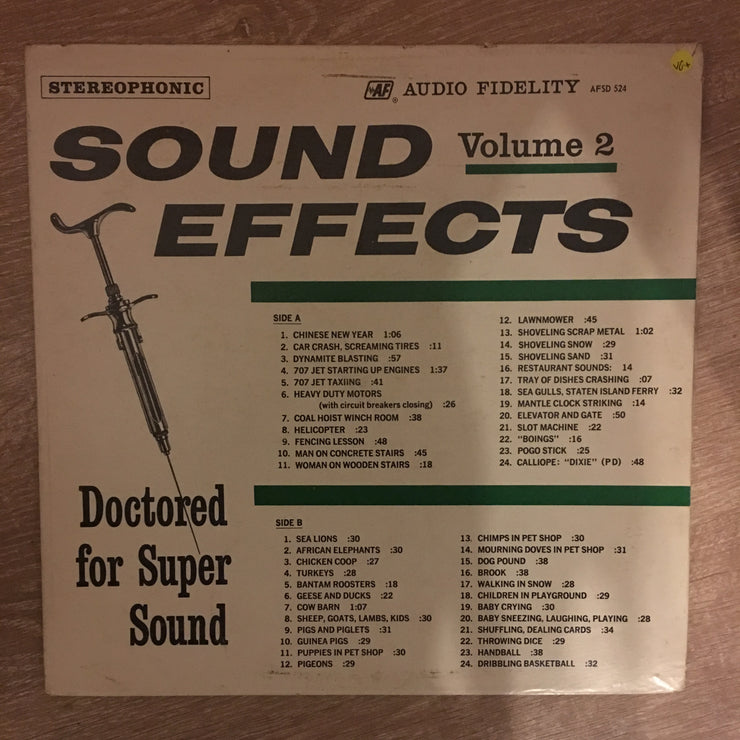 STEREOPHONIC
AF ® AUDIO FIDELITY AFSD 524
VG+
SOUND
Volume 2
EFFECTS
SIDE A
1. CHINESE NEW YEAR 1:06
2. CAR CRASH, SCREAMING TIRES :11
3. DYNAMITE BLASTING :57
4. 707 JET STARTING UP ENGINES 1:37
5. 707 JET TAXIING :41
6. HEAVY DUTY MOTORS
(with circuit breakers closing) :26
7. COAL HOIST WINCH ROOM :38
8. HELICOPTER :23
9. FENCING LESSON :48
10. MAN ON CONCRETE STAIRS :45
11. WOMAN ON WOODEN STAIRS :18
12. LAWNMOWER :45
13. SHOVELING SCRAP METAL 1:02
14. SHOVELING SNOW :29
15. SHOVELING SAND :31
16. RESTAURANT SOUNDS: 14
17. TRAY OF DISHES CRASHING :07
18. SEA GULLS, STATEN ISLAND FERRY :32
19. MANTLE CLOCK STRIKING :14
20. ELEVATOR AND GATE :50
21. SLOT MACHINE :22
22. "BOINGS" :16
23. POGO STICK :25
24. CALLIOPE: "DIXIE" (PD) :48
Doctored
for Super
Sound
SIDE B
1. SEA LIONS :30
2. AFRICAN ELEPHANTS :30
3. CHICKEN COOP :27
4. TURKEYS :28
5. BANTAM ROOSTERS :18
6. GEESE AND DUCKS :22
7. COW BARN 1:07
8. SHEEP, GOATS, LAMBS, KIDS :30
9. PIGS AND PIGLETS :31
10. GUINEA PIGS :29
11. PUPPIES IN PET SHOP :30
12. PIGEONS :29
13. CHIMPS IN PET SHOP :30
14. MOURNING DOVES IN PET SHOP :31
15. DOG POUND :38
16. BROOK :38
17. WALKING IN SNOW :28
18. CHILDREN IN PLAYGROUND :29
19. BABY CRYING :30
20. BABY SNEEZING, LAUGHING, PLAYING :28
21. SHUFFLING, DEALING CARDS :34
22. THROWING DICE :29
23. HANDBALL :38
24. DRIBBLING BASKETBALL :32